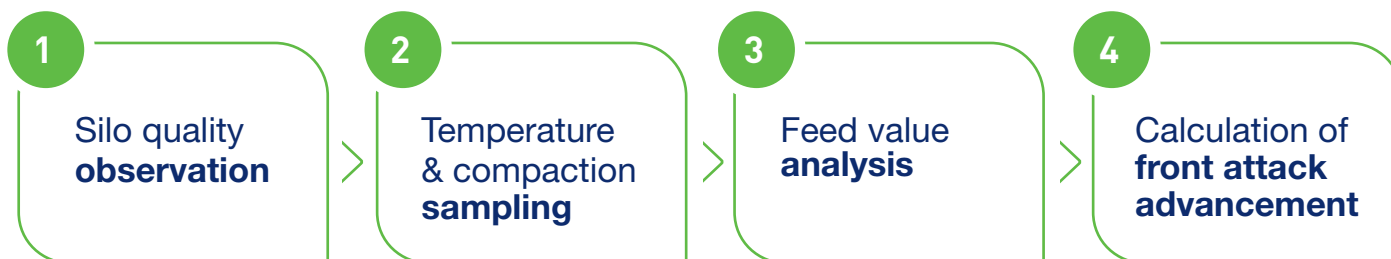 1
Silo quality
observation
2
Temperature
& compaction
sampling
3
Feed value
analysis
4
Calculation of
front attack
advancement